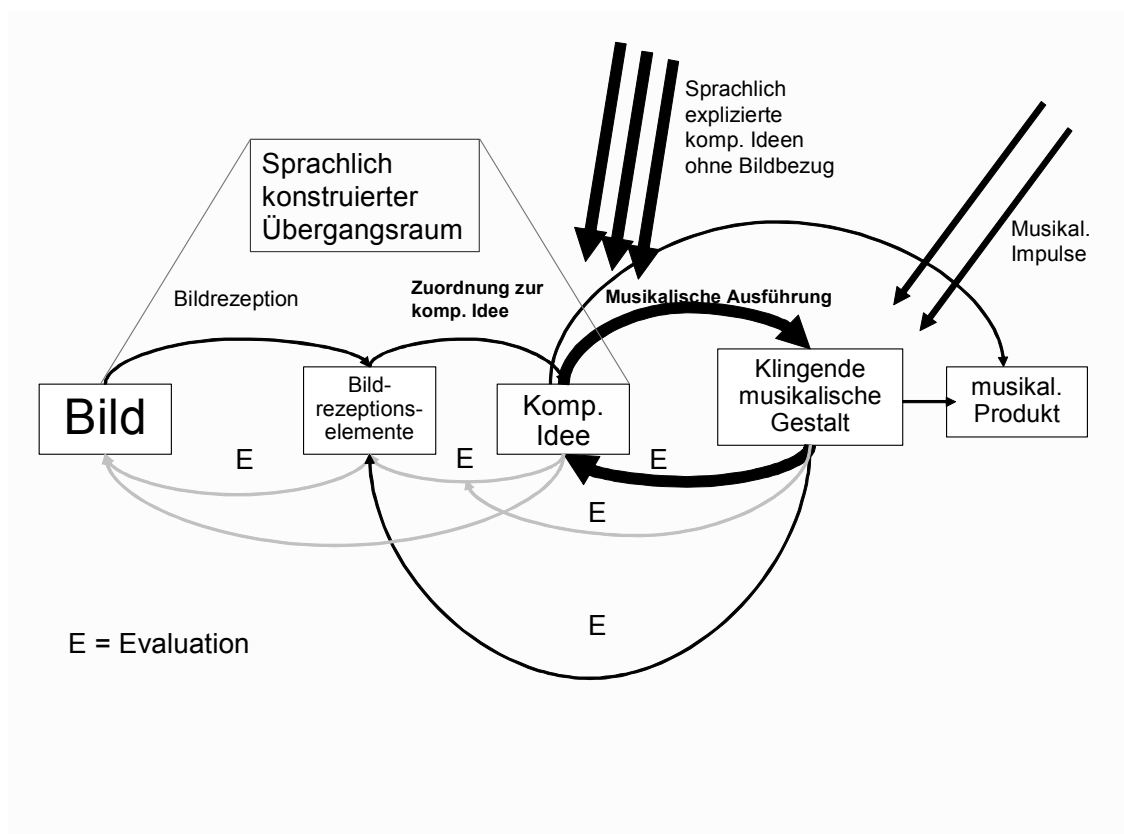 Sprachlich
explizierte
komp. Ideen
ohne Bildbezug
Sprachlich
konstruierter
Übergangsraum
Musikal.
Impulse
Bildrezeption
Zuordnung zur
komp. Idee
Musikalische Ausführung
Bild
Bild-
rezeptions-
elemente
Komp.
Idee
Klingende
musikalische
Gestalt
musikal.
Produkt
E
E
E
E
E
E = Evaluation